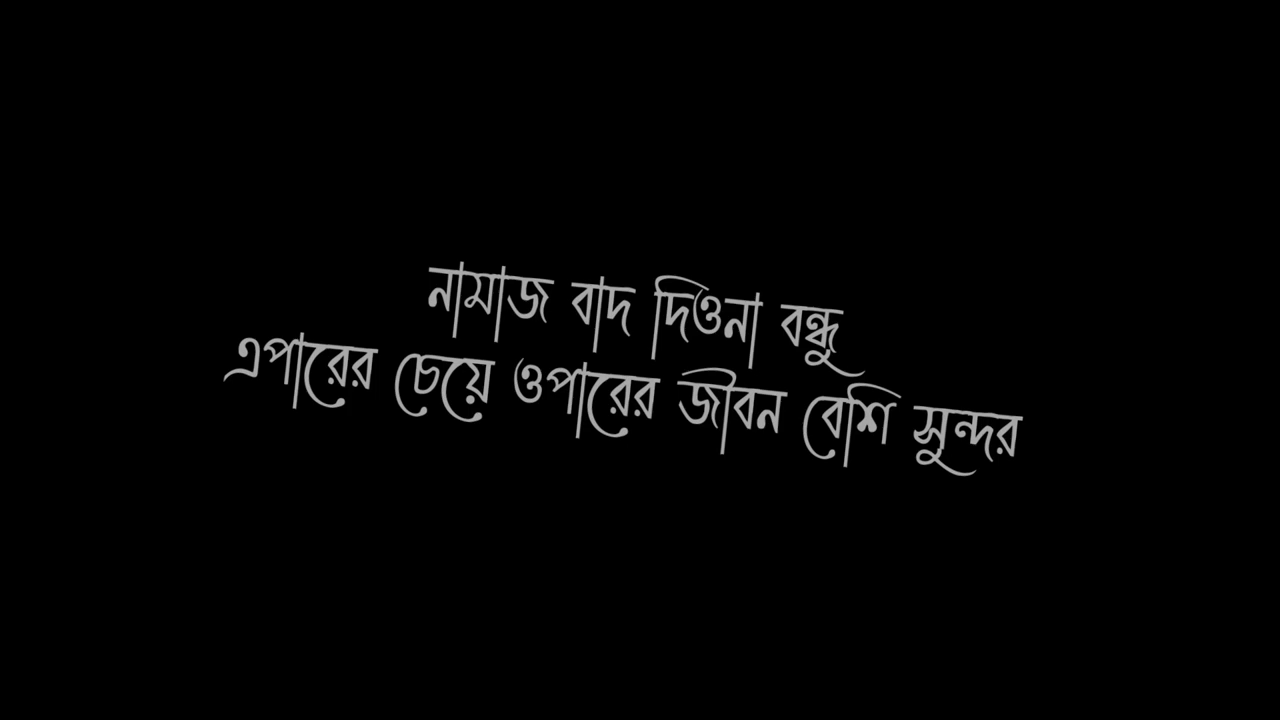 নামাজ বাদ দিওনা বন্ধু
এপারের চেয়ে ওপারের জীবন বেশি সুন্দর